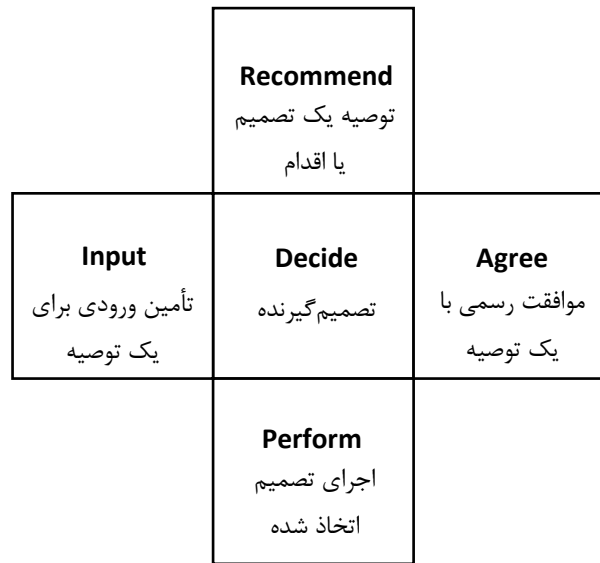 Recommend
توصیه یک تصمیم
یا اقدام
Input
تأمین ورودی برای
یک توصیه
Decide
تصمیم‌گیرنده
Agree
موافقت رسمی با
یک توصیه
Perform
اجرای تصمیم
اتخاذ شده